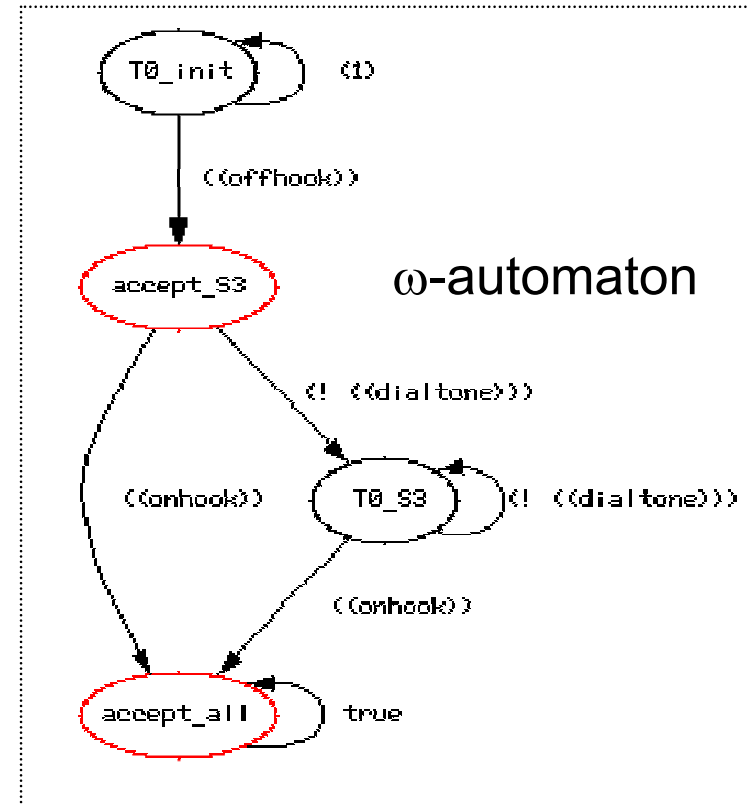 T0_init
(1)
((offhook))
accept_S3
ω-automaton
(! ((dialtone)))
((onhook))
T0_S3
(! ((dialtone)))
((onhook))
accept_all
true